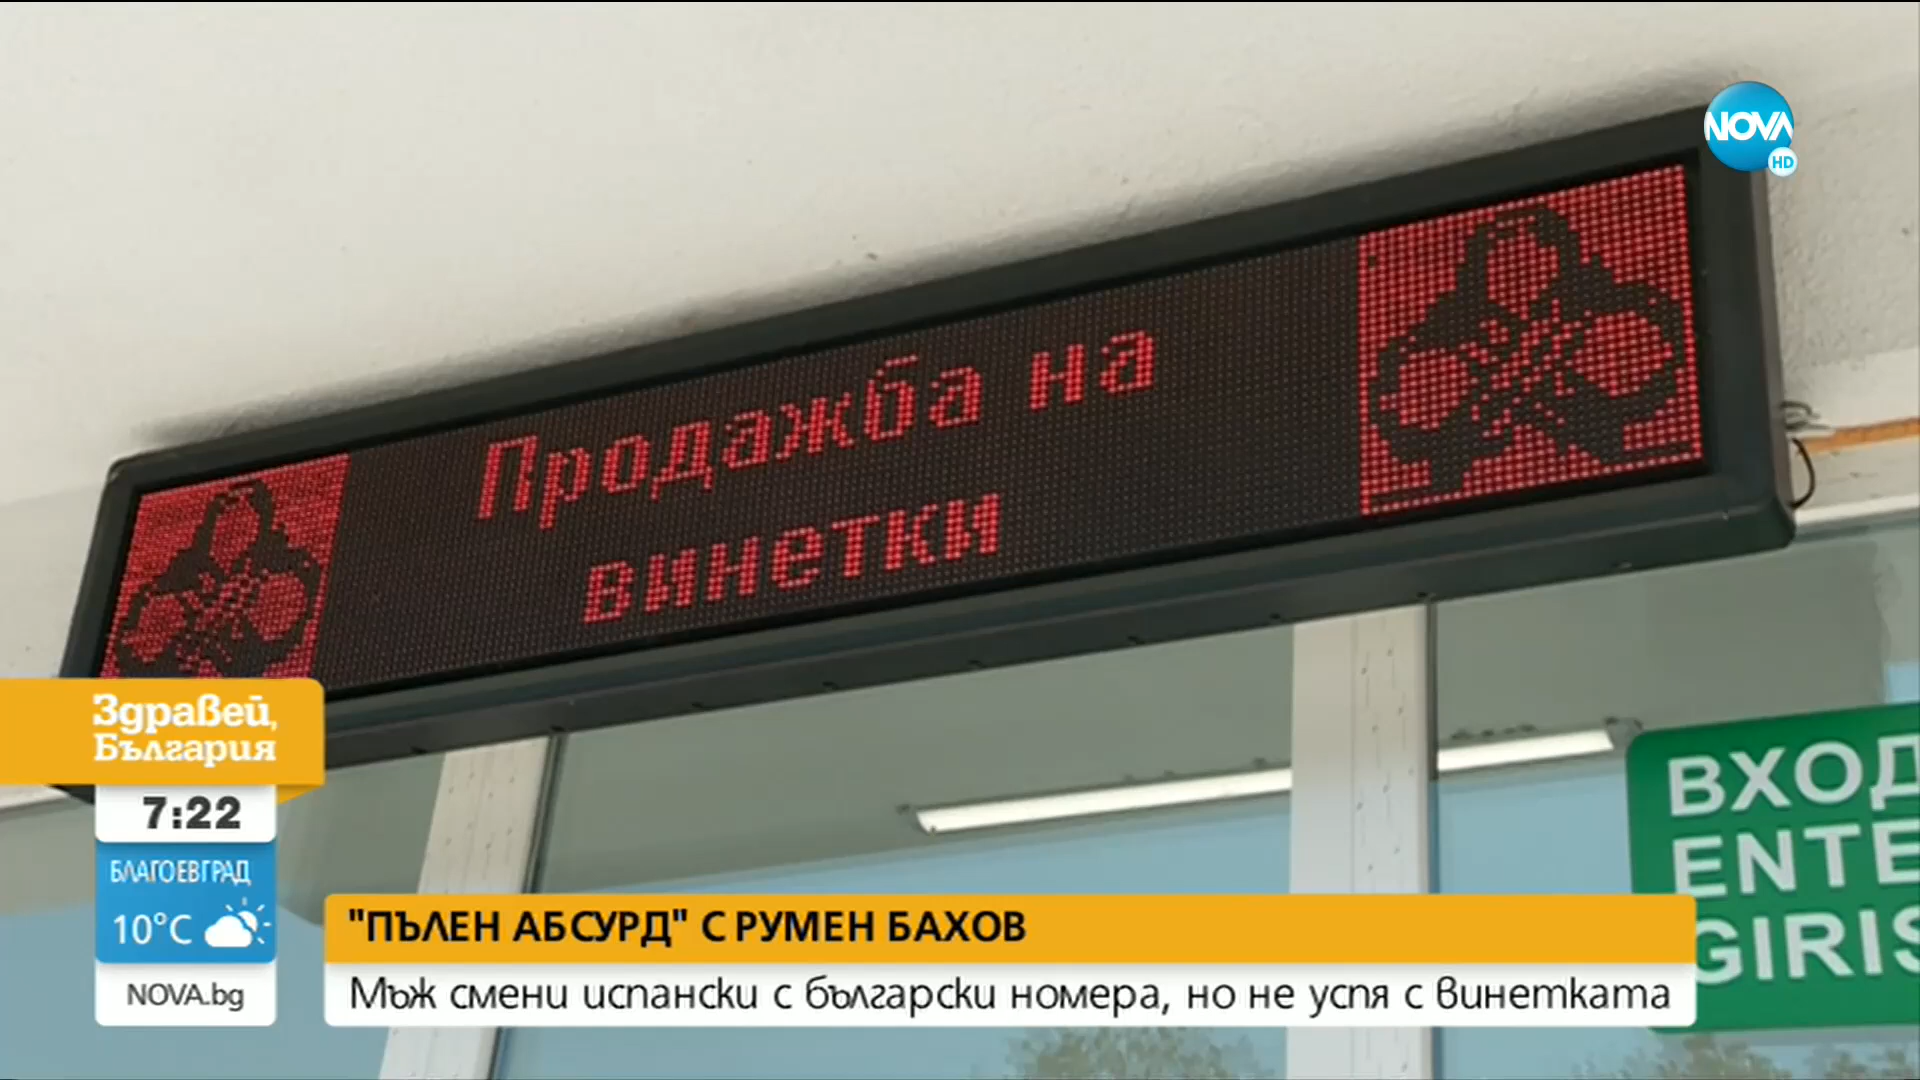 NOVA
HD
Продажба на
винетки
Здравей,
България
7:22
БЛАГОЕВГРАД
10°C
NOVA.bg
ВХОД
ENTE
GIRIS
"ПЪЛЕН АБСУРД" С РУМЕН БАХОВ
Мъж смени испански с български номера, но не успя с винетката